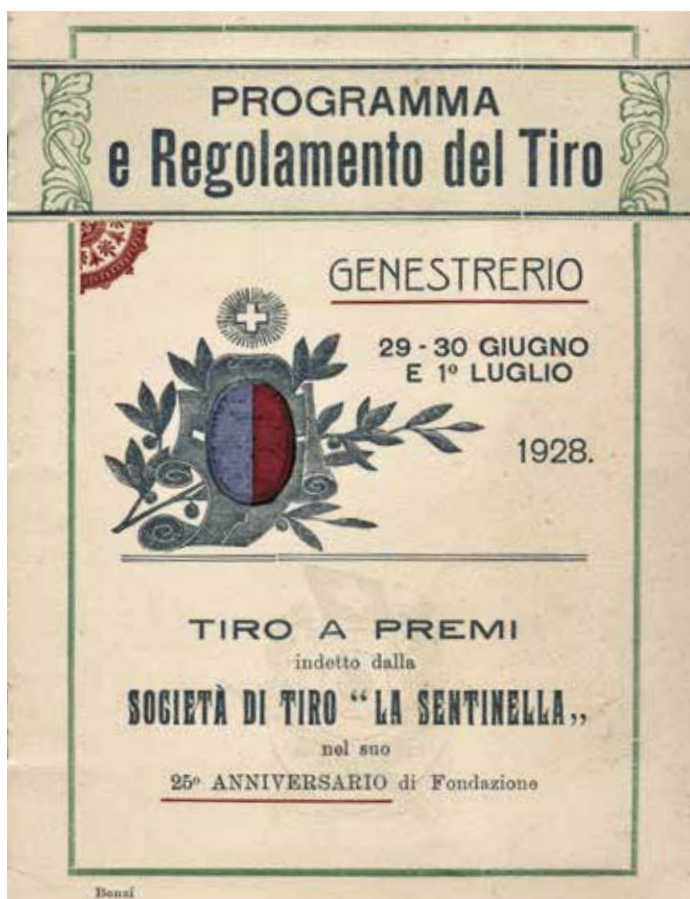 PROGRAMMA
e Regolamento del Tiro
GENESTRERIO
29 - 30 GIUGNO
E 1º LUGLIO
1928.
TIRO A PREMI
indetto dalla
SOCIETÀ DI TIRO “ LA SENTINELLA „
nel suo
25º ANNIVERSARIO di Fondazione
Bonzi